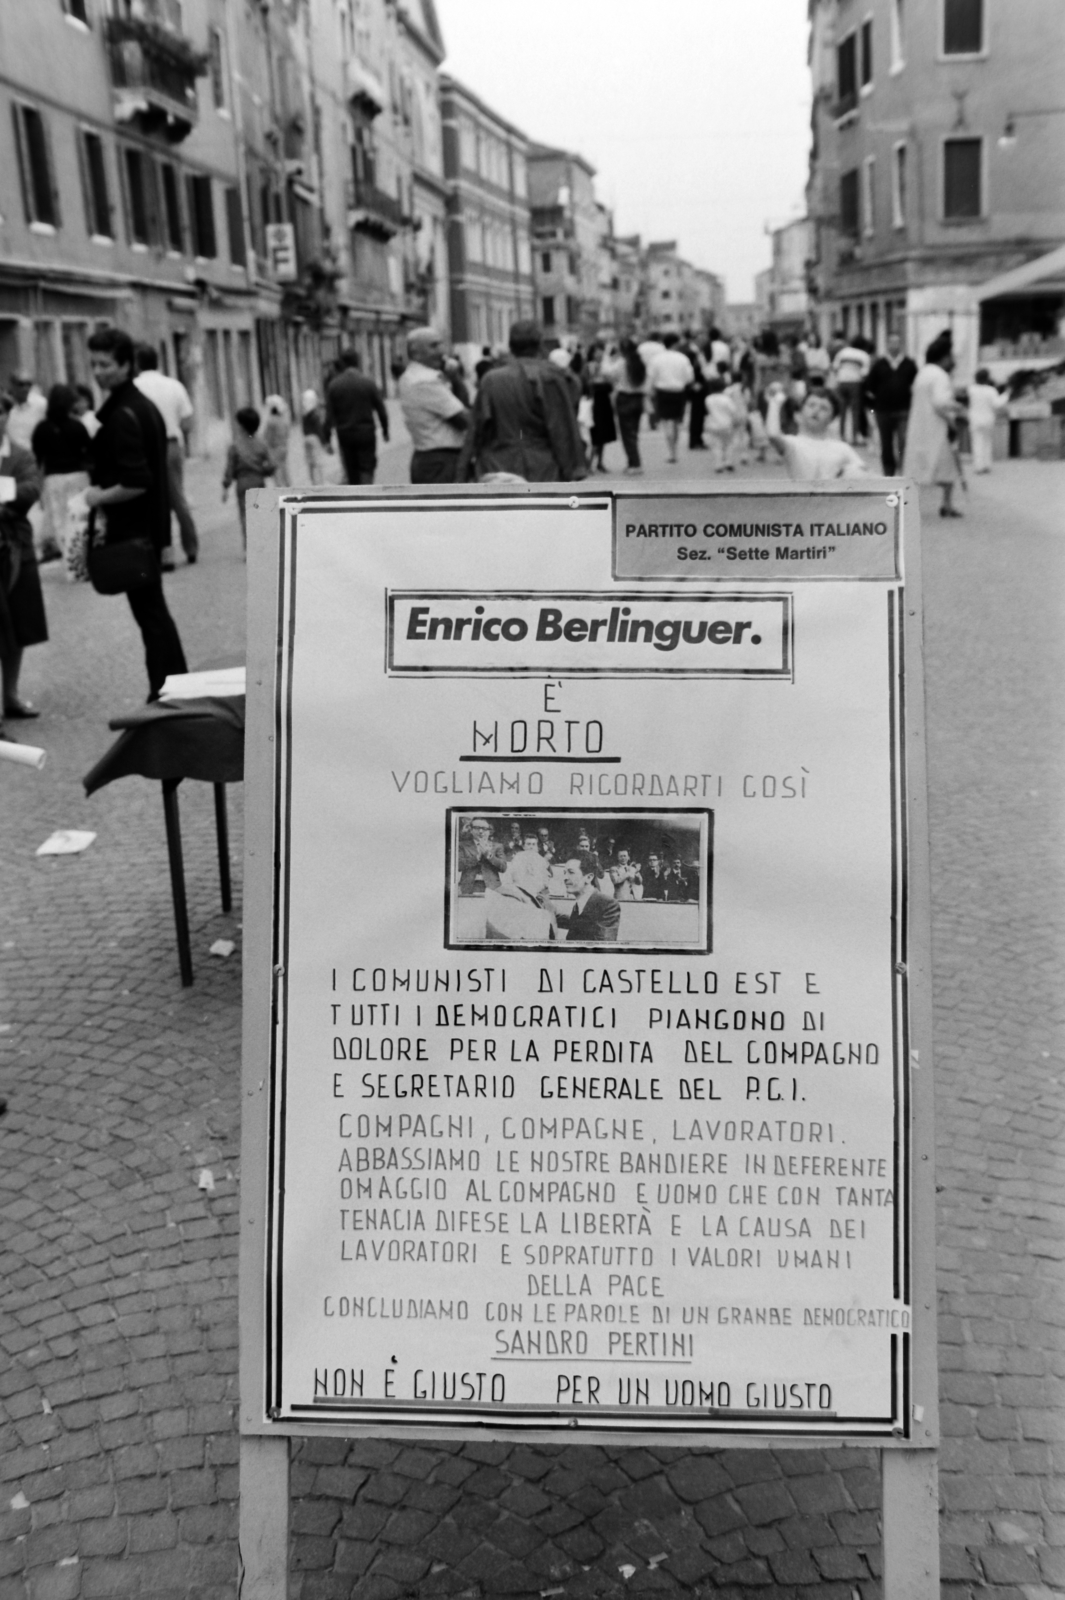 F
PARTITO COMUNISTA ITALIANO
Sez. "Sette Martiri"
Enrico Berlinguer.
E'
MORTO
VOGLIAMO RICORDARTI COSÌ
I COMUNISTI DI CASTELLO EST E
TUTTI I DEMOCRATICI PIANGONO DI
DOLORE PER LA PERDITA DEL COMPAGNO
E SEGRETARIO GENERALE DEL P.C.I.
COMPAGNI, COMPAGNE, LAVORATORI.
ABBASSIAMO LE NOSTRE BANDIERE IN DEFERENTE
OMAGGIO AL COMPAGNO E UOMO CHE CON TANTA
TENACIA DIFESE LA LIBERTÀ E LA CAUSA DEI
LAVORATORI E SOPRATUTTO I VALORI UMANI
DELLA PACE
CONCLUDIAMO CON LE PAROLE DI UN GRANDE DEMOCRATICO
SANDRO PERTINI
NON È GIUSTO PER UN UOMO GIUSTO